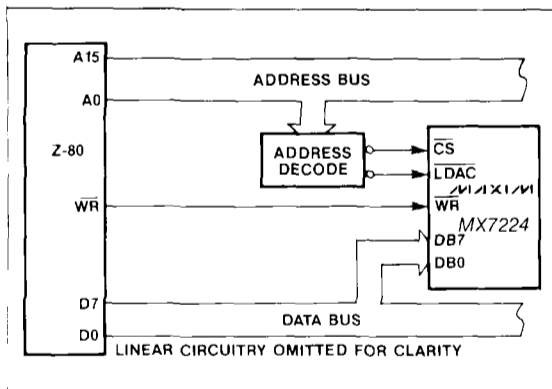 A15
ADDRESS BUS
A0
Z-80
ADDRESS
DECODE
CS
LDAC
MAXIM
WR
WR
MX7224
DB7
DB0
D7
DATA BUS
D0
LINEAR CIRCUITRY OMITTED FOR CLARITY